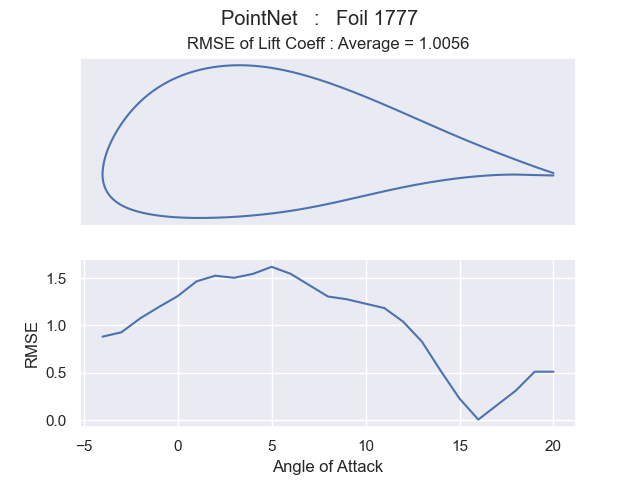 PointNet : Foil 1777
RMSE of Lift Coeff : Average = 1.0056
1.5
1.0
0.5
0.0
RMSE
−5 0 5 10 15 20
Angle of Attack